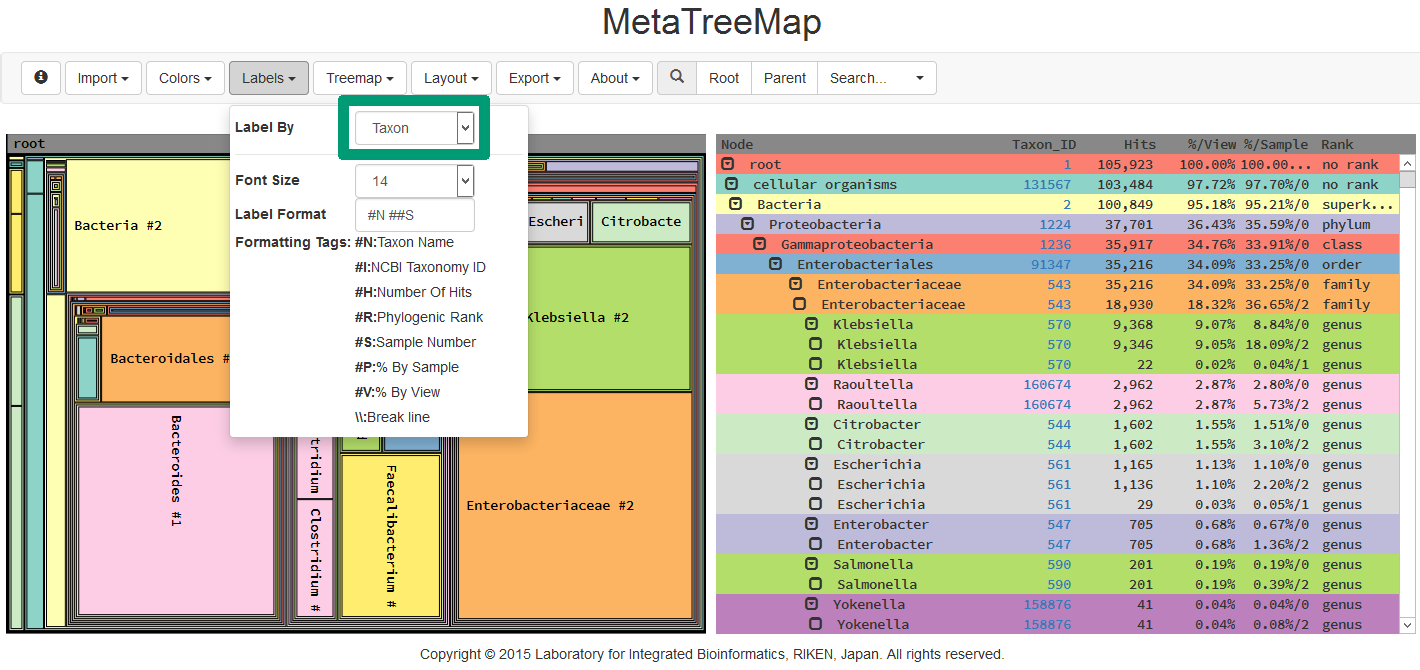 MetaTreeMap
Import Colors Labels Treemap Layout Export About Root Parent Search...
Label By Taxon
Font Size 14
Label Format #N ##S
Formatting Tags: #N:Taxon Name
#I:NCBI Taxonomy ID
#H:Number Of Hits
#R:Phylogenic Rank
#S:Sample Number
#P:% By Sample
#V:% By View
\\:Break line
root
Bacteria #2
Bacteroidales #
Bacteroides #1
tridium
Clostridium #
Faecalibacterium #
Escheri
Citrobacte
Klebsiella #2
Enterobacteriaceae #2
Node Taxon_ID Hits %/View %/Sample Rank
root 1 105,923 100.00% 100.00... no rank
cellular organisms 131567 103,484 97.72% 97.70%/0 no rank
Bacteria 2 100,849 95.18% 95.21%/0 superk...
Proteobacteria 1224 37,701 36.43% 35.59%/0 phylum
Gammaproteobacteria 1236 35,917 34.76% 33.91%/0 class
Enterobacteriales 91347 35,216 34.09% 33.25%/0 order
Enterobacteriaceae 543 35,216 34.09% 33.25%/0 family
Enterobacteriaceae 543 18,930 18.32% 36.65%/2 family
Klebsiella 570 9,368 9.07% 8.84%/0 genus
Klebsiella 570 9,346 9.05% 18.09%/2 genus
Klebsiella 570 22 0.02% 0.04%/1 genus
Raoultella 160674 2,962 2.87% 2.80%/0 genus
Raoultella 160674 2,962 2.87% 5.73%/2 genus
Citrobacter 544 1,602 1.55% 1.51%/0 genus
Citrobacter 544 1,602 1.55% 3.10%/2 genus
Escherichia 561 1,165 1.13% 1.10%/0 genus
Escherichia 561 1,136 1.10% 2.20%/2 genus
Escherichia 561 29 0.03% 0.05%/1 genus
Enterobacter 547 705 0.68% 0.67%/0 genus
Enterobacter 547 705 0.68% 1.36%/2 genus
Salmonella 590 201 0.19% 0.19%/0 genus
Salmonella 590 201 0.19% 0.39%/2 genus
Yokenella 158876 41 0.04% 0.04%/0 genus
Yokenella 158876 41 0.04% 0.08%/2 genus
Copyright © 2015 Laboratory for Integrated Bioinformatics, RIKEN, Japan. All rights reserved.